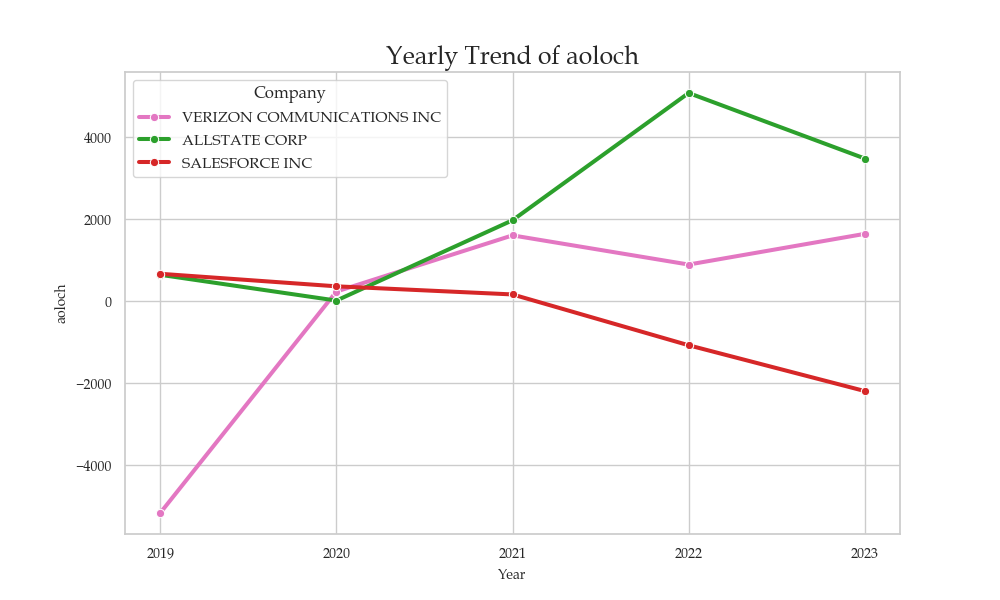 Yearly Trend of aoloch
Company
VERIZON COMMUNICATIONS INC
ALLSTATE CORP
SALESFORCE INC
4000
2000
0
−2000
−4000
aoloch
2019
2020
2021
2022
2023
Year